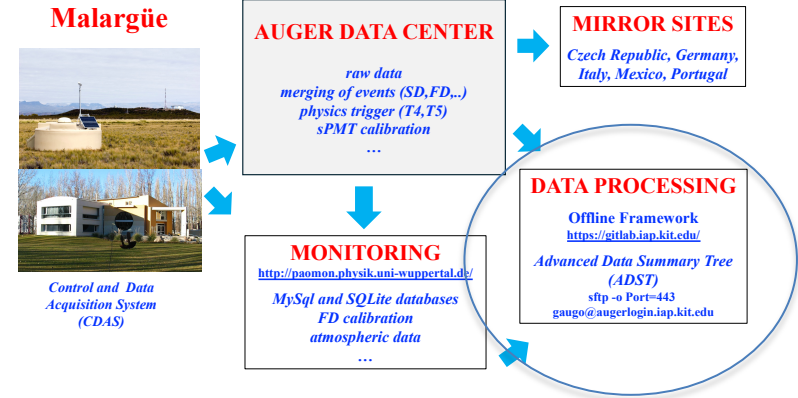 Malargüe
Control and Data
Acquisition System
(CDAS)
AUGER DATA CENTER
raw data
merging of events (SD,FD,..)
physics trigger (T4,T5)
sPMT calibration
…
MIRROR SITES
Czech Republic, Germany,
Italy, Mexico, Portugal
MONITORING
http://paomon.physik.uni-wuppertal.de/
MySql and SQLite databases
FD calibration
atmospheric data
…
DATA PROCESSING
Offline Framework
https://gitlab.iap.kit.edu/
Advanced Data Summary Tree
(ADST)
sftp -o Port=443
gaugo@augerlogin.iap.kit.edu